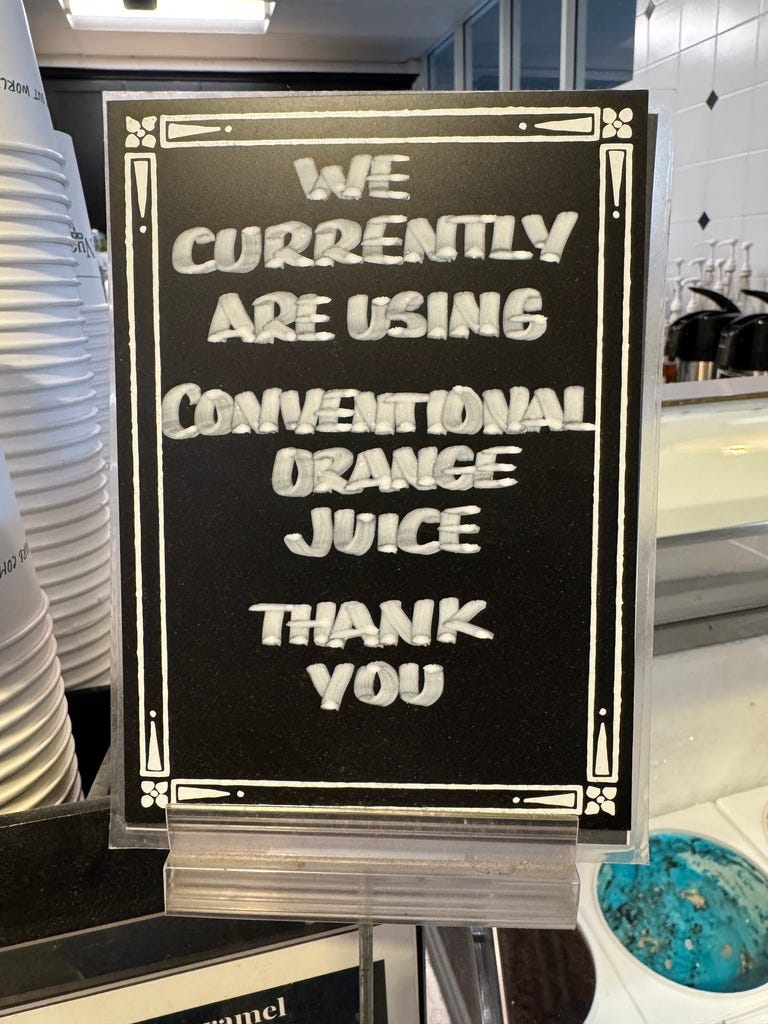 WE
CURRENTLY
ARE USING
CONVENTIONAL
ORANGE
JUICE
THANK
YOU